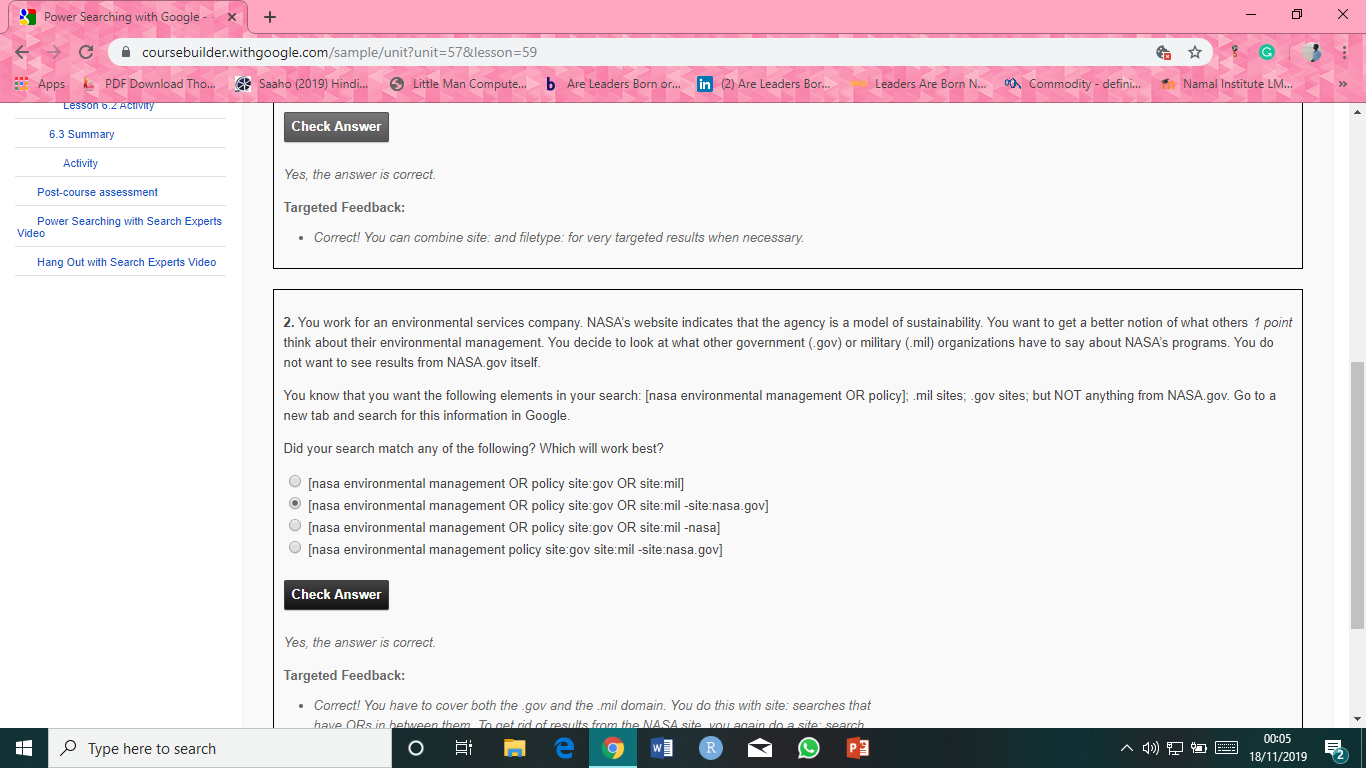 Power Searching with Google -
coursebuilder.withgoogle.com/sample/unit?unit=57&lesson=59
Apps
PDF Download Tho...
Saaho (2019) Hindi...
Little Man Compute...
Are Leaders Born or...
(2) Are Leaders Bor...
Leaders Are Born N...
Commodity - defini...
Namal Institute LM...
Lesson 6.2 Activity
6.3 Summary
Activity
Post-course assessment
Power Searching with Search Experts
Video
Hang Out with Search Experts Video
Check Answer
Yes, the answer is correct.
Targeted Feedback:
• Correct! You can combine site: and filetype: for very targeted results when necessary.
2. You work for an environmental services company. NASA's website indicates that the agency is a model of sustainability. You want to get a better notion of what others 1 point
think about their environmental management. You decide to look at what other government (.gov) or military (.mil) organizations have to say about NASA's programs. You do
not want to see results from NASA.gov itself.
You know that you want the following elements in your search: [nasa environmental management OR policy]; .mil sites; .gov sites; but NOT anything from NASA.gov. Go to a
new tab and search for this information in Google.
Did your search match any of the following? Which will work best?
[nasa environmental management OR policy site:gov OR site:mil]
[nasa environmental management OR policy site:gov OR site:mil -site:nasa.gov]
[nasa environmental management OR policy site:gov OR site:mil -nasa]
[nasa environmental management policy site:gov site:mil -site:nasa.gov]
Check Answer
Yes, the answer is correct.
Targeted Feedback:
• Correct! You have to cover both the .gov and the .mil domain. You do this with site: searches that
have ORs in between them. To get rid of results from the NASA site, you again do a site: search
Type here to search
00:05
18/11/2019
2